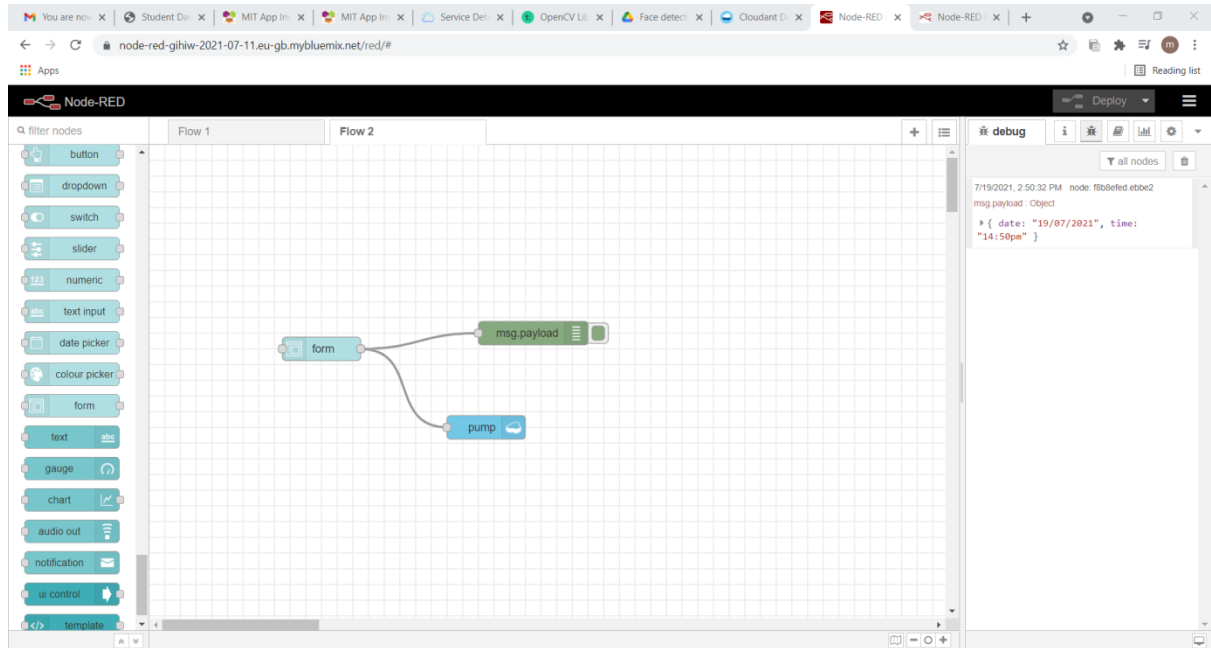 You are nov
Student Da
MIT App In
MIT App In
Service Det
OpenCV Lib
Face detect
Cloudant D
Node-RED
Node-RED
node-red-gihiw-2021-07-11.eu-gb.mybluemix.net/red/#
m
Apps
Reading list
Node-RED
Deploy
filter nodes
Flow 1
Flow 2
debug
i
all nodes
button
dropdown
switch
slider
123 numeric
abc text input
date picker
colour picker
form
text abc
gauge
chart
audio out
notification
ui control
</> template
form
msg.payload
pump
7/19/2021, 2:50:32 PM node: f8b8efed.ebbe2
msg.payload : Object
{ date: "19/07/2021", time:
"14:50pm" }